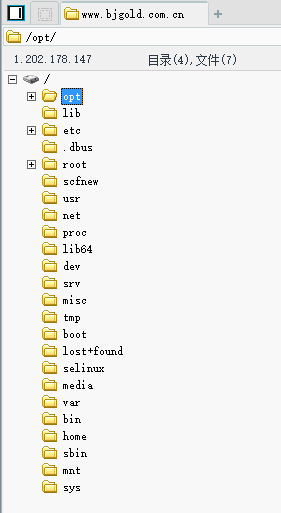 www.bjgold.com.cn
/opt/
1.202.178.147 目录(4),文件(7)
/
opt
lib
etc
.dbus
root
scfnew
usr
net
proc
lib64
dev
srv
misc
tmp
boot
lost+found
selinux
media
var
bin
home
sbin
mnt
sys